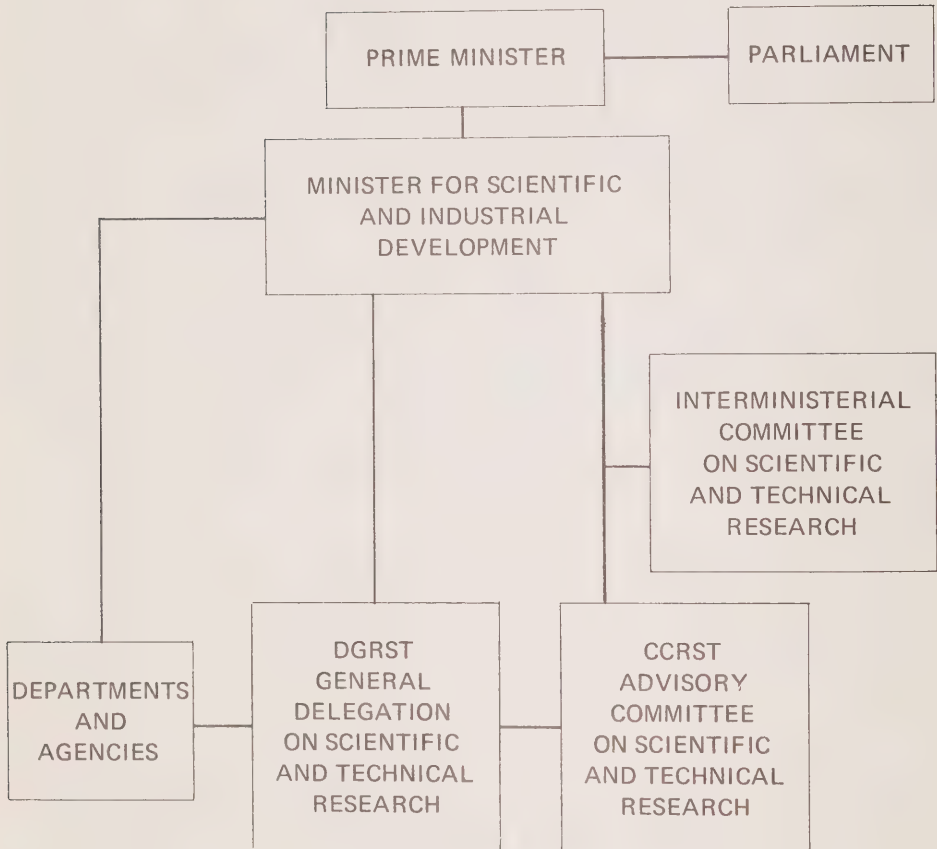 PRIME MINISTER
PARLIAMENT
MINISTER FOR SCIENTIFIC
AND INDUSTRIAL
DEVELOPMENT
INTERMINISTERIAL
COMMITTEE
ON SCIENTIFIC
AND TECHNICAL
RESEARCH
DEPARTMENTS
AND
AGENCIES
DGRST
GENERAL
DELEGATION
ON SCIENTIFIC
AND TECHNICAL
RESEARCH
CCRST
ADVISORY
COMMITTEE
ON SCIENTIFIC
AND TECHNICAL
RESEARCH